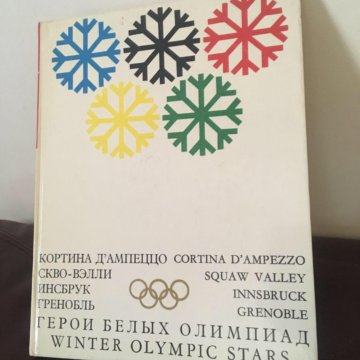 КОРТИНА Д'АМПЕЦЦО CORTINA D'AMPEZZO
СКВО-ВЭЛЛИ SQUAW VALLEY
ИНСБРУК INNSBRUCK
ГРЕНОБЛЬ GRENOBLE
ГЕРОИ БЕЛЫХ ОЛИМПИАД
WINTER OLYMPIC STARS